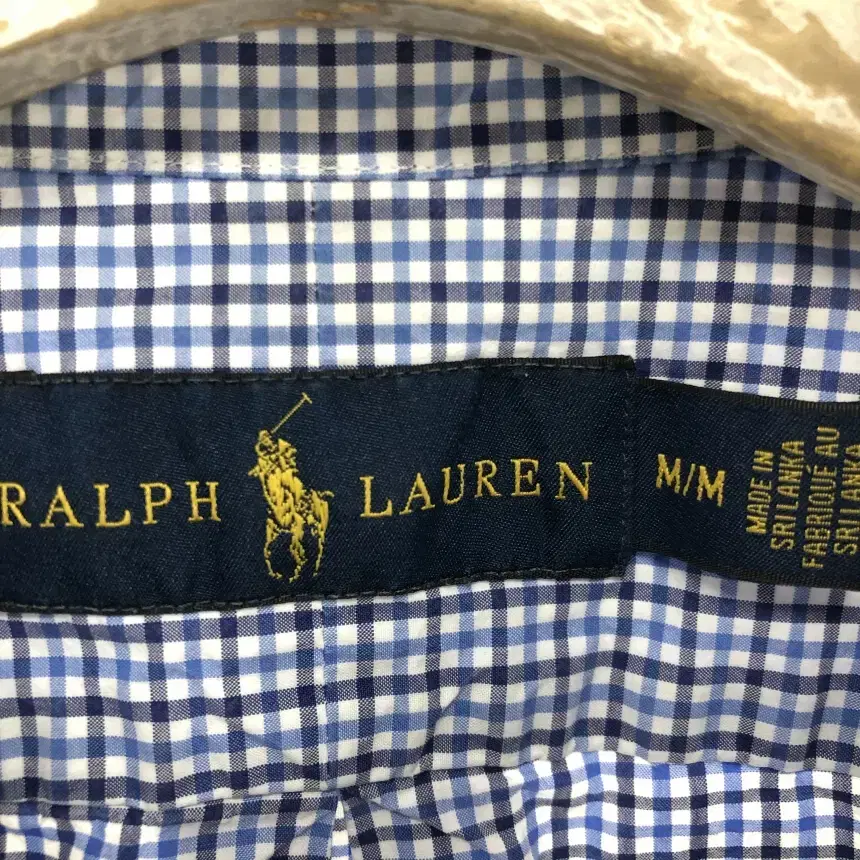 RALPH LAUREN
M/M
MADE IN
SRI LANKA
FABRIQUÉ AU
SRI LANKA